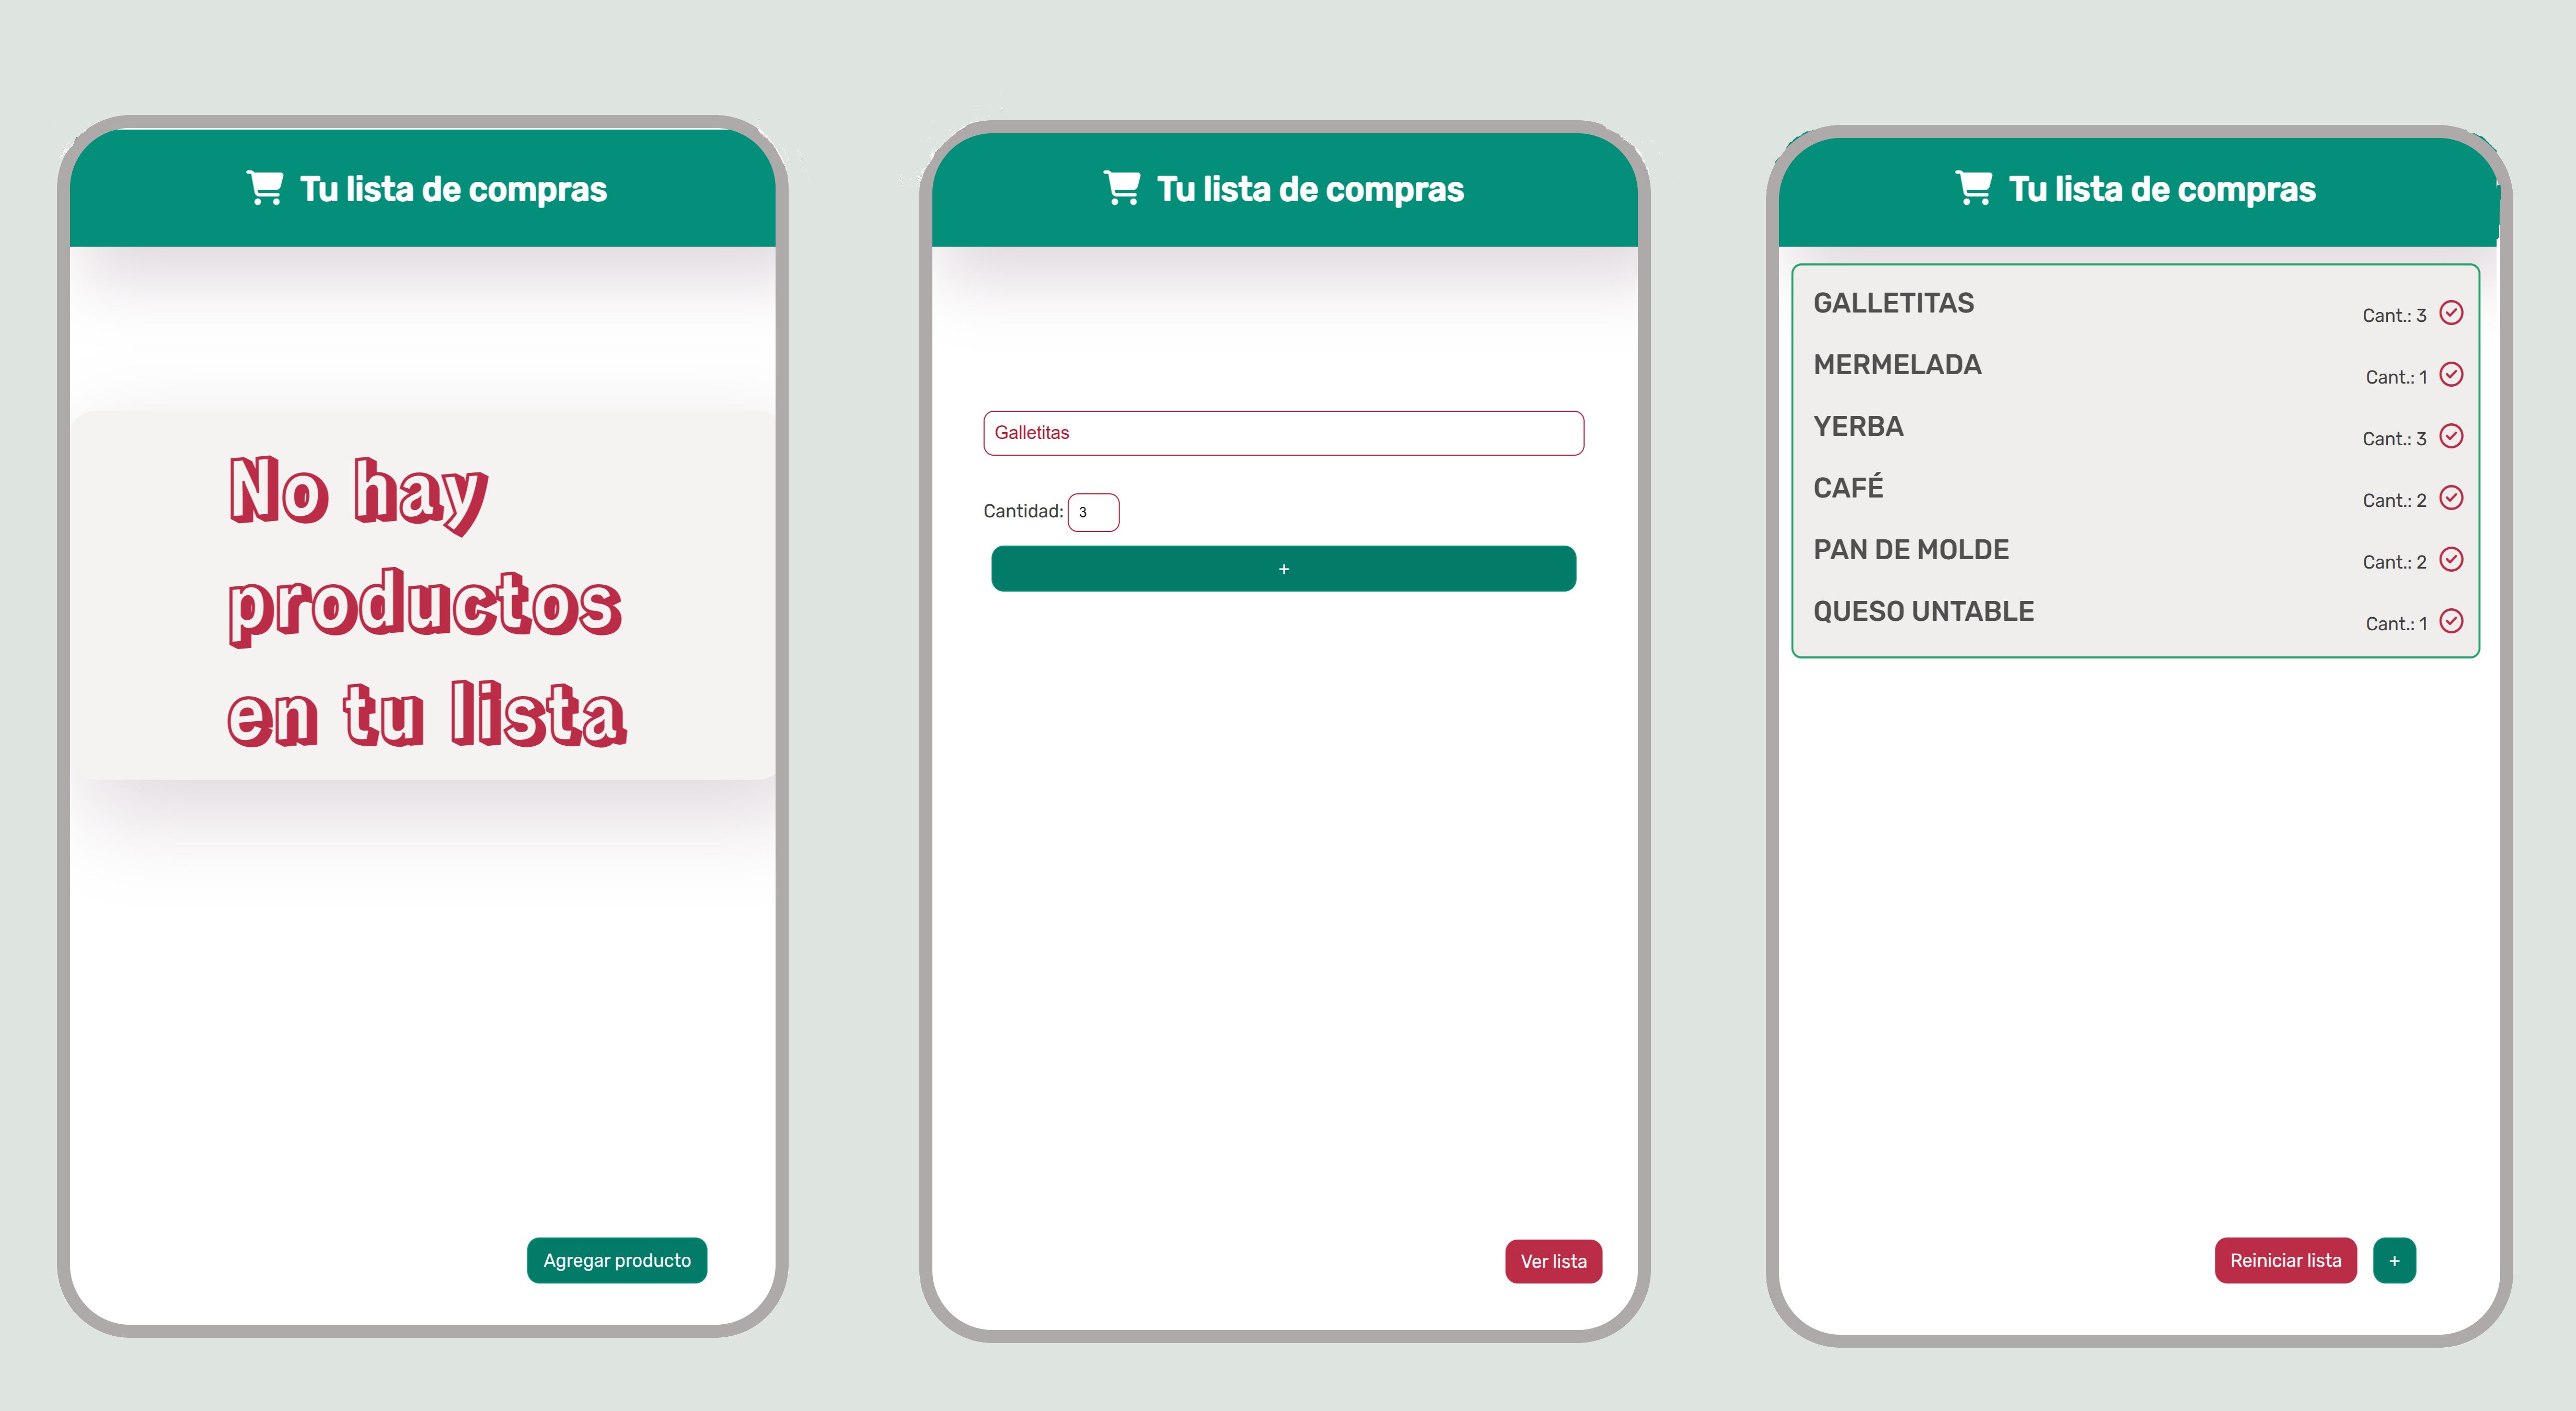 Tu lista de compras
No hay
productos
en tu lista
Agregar producto
Tu lista de compras
Galletitas
Cantidad: 3
+
Ver lista
Tu lista de compras
GALLETITAS Cant.: 3
MERMELADA Cant.: 1
YERBA Cant.: 3
CAFÉ Cant.: 2
PAN DE MOLDE Cant.: 2
QUESO UNTABLE Cant.: 1
Reiniciar lista +